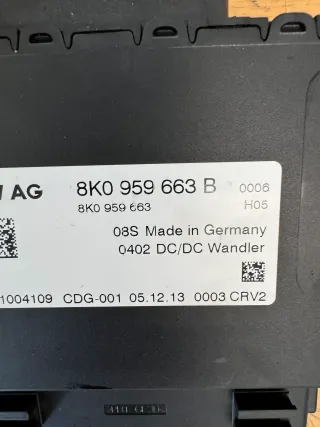 AG 8K0 959 663 B 0006
8K0 959 663 H05
08S Made in Germany
0402 DC/DC Wandler
1004109 CDG-001 05.12.13 0003 CRV2